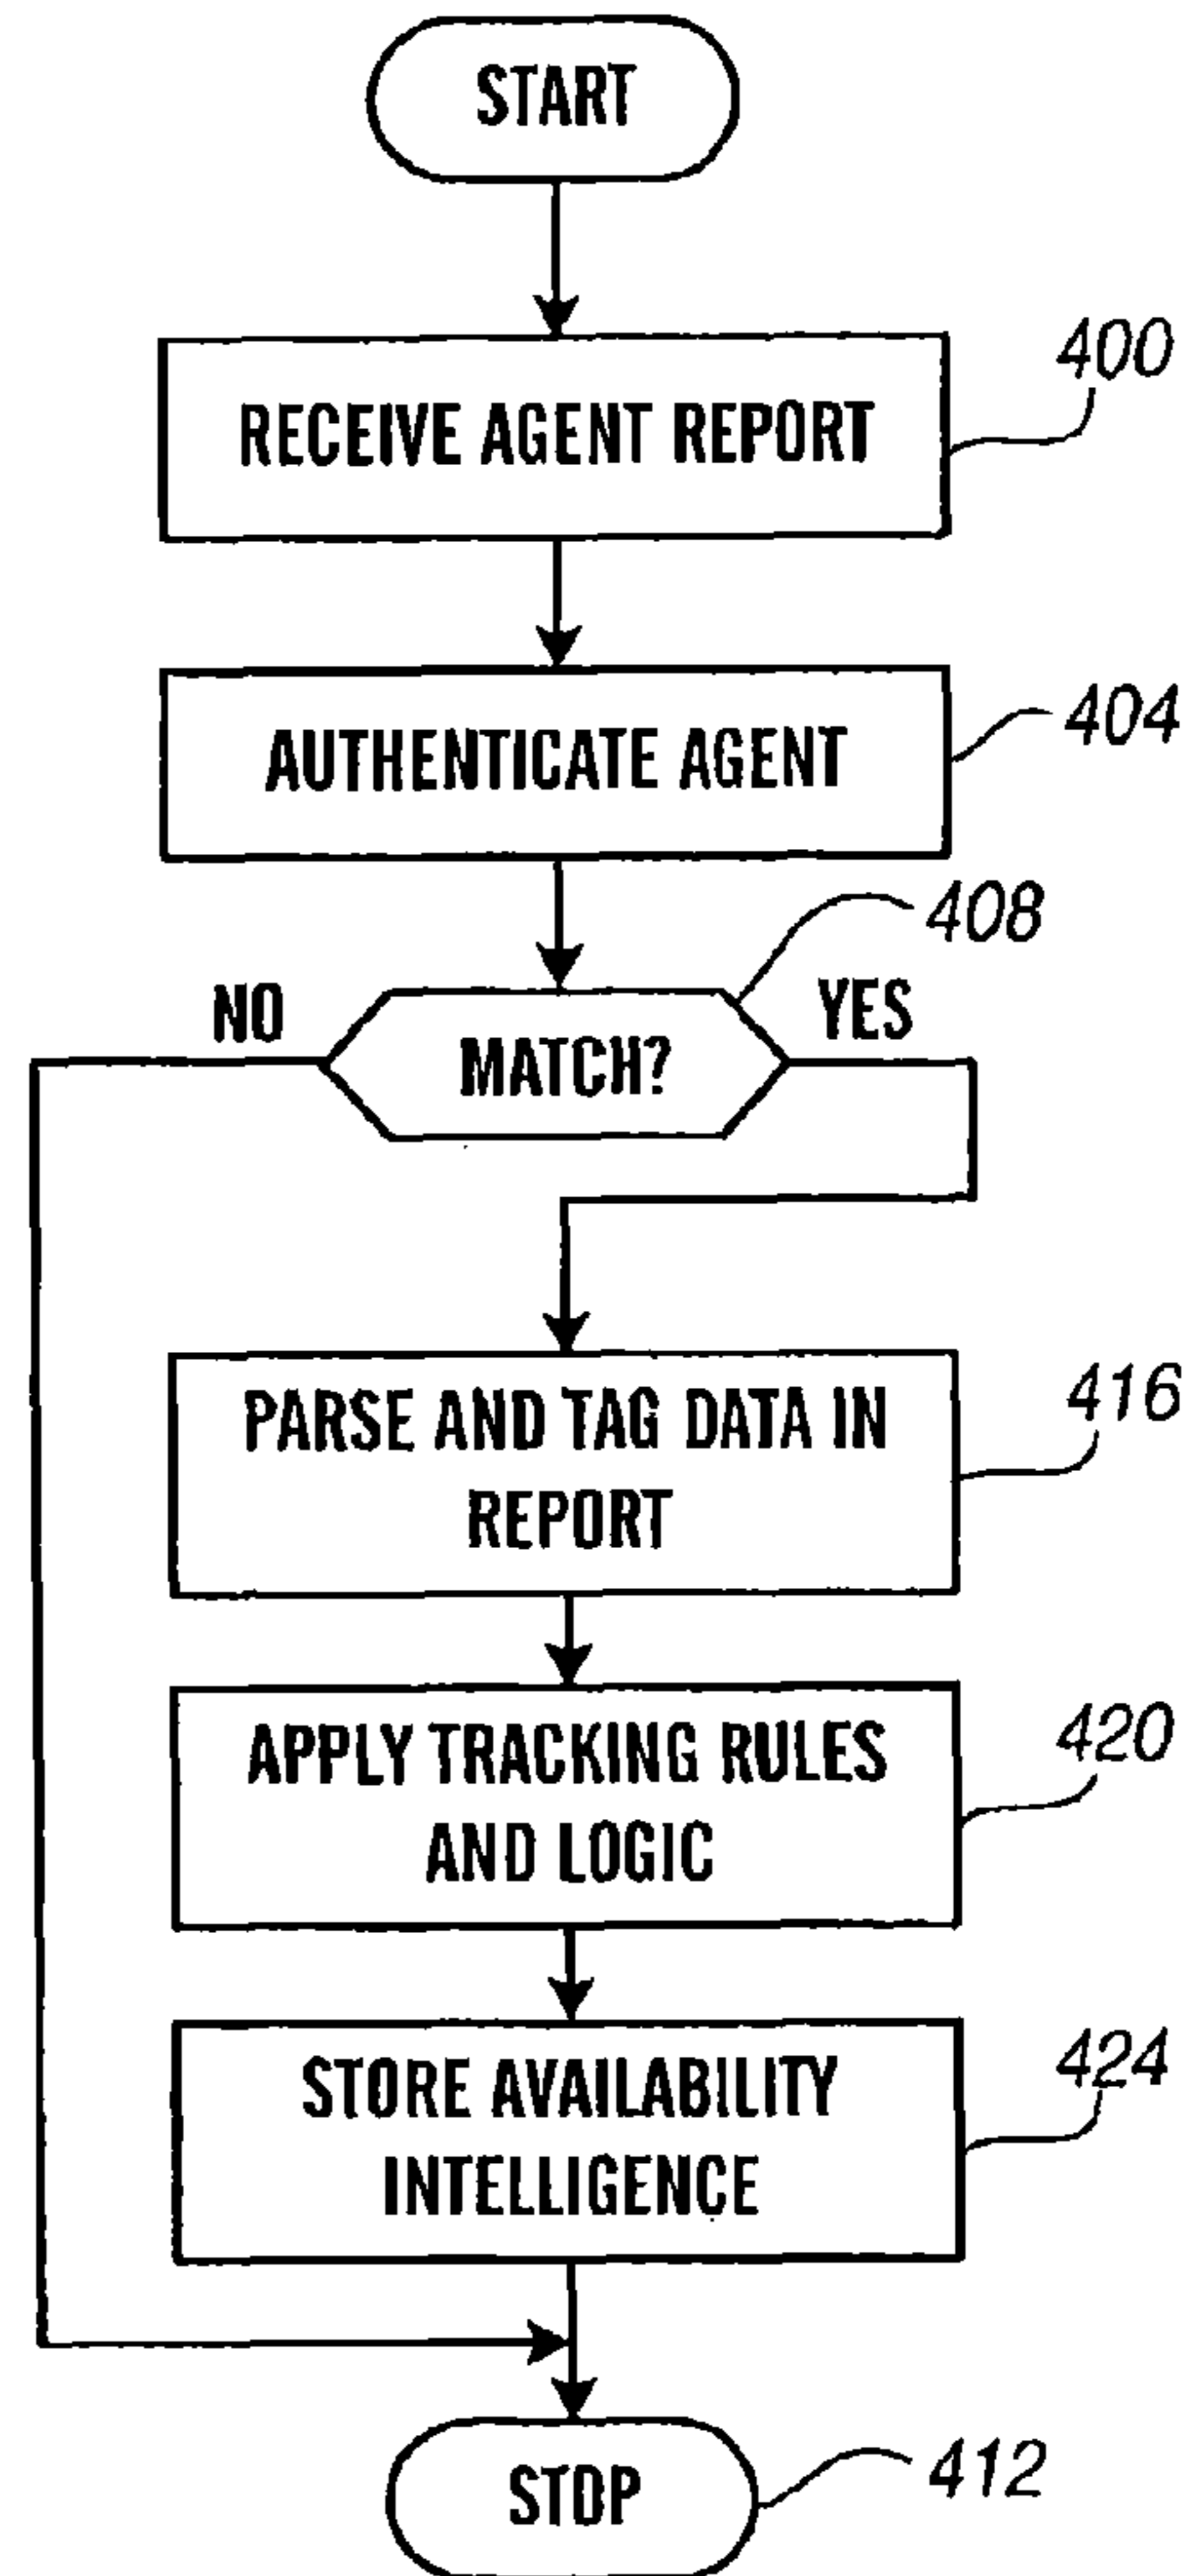 START
400
RECEIVE AGENT REPORT
404
AUTHENTICATE AGENT
408
NO
YES
MATCH?
416
PARSE AND TAG DATA IN
REPORT
420
APPLY TRACKING RULES
AND LOGIC
424
STORE AVAILABILITY
INTELLIGENCE
STOP
412